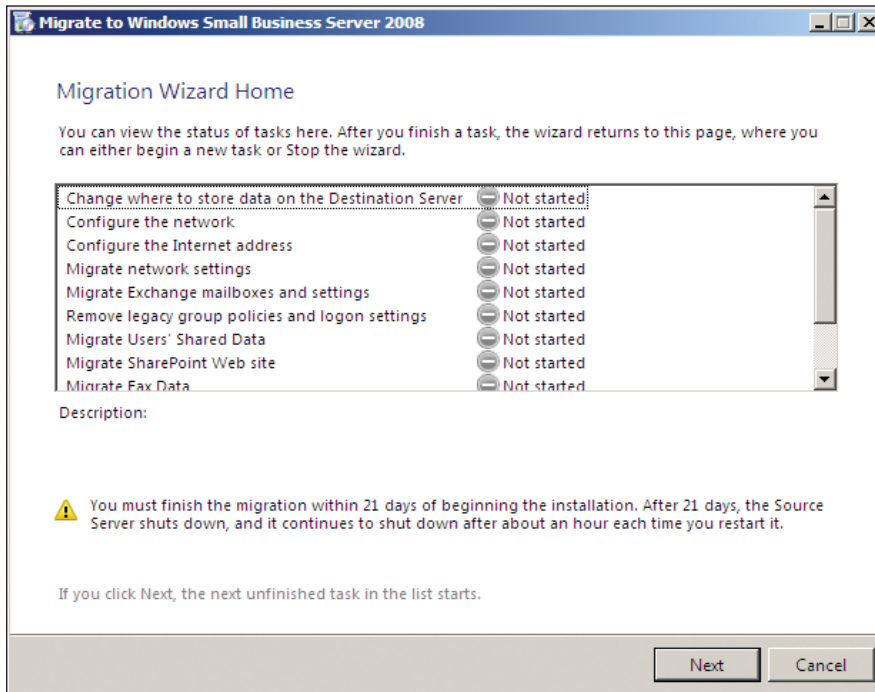 Migrate to Windows Small Business Server 2008
Migration Wizard Home
You can view the status of tasks here. After you finish a task, the wizard returns to this page, where you
can either begin a new task or Stop the wizard.
Change where to store data on the Destination Server Not started
Configure the network Not started
Configure the Internet address Not started
Migrate network settings Not started
Migrate Exchange mailboxes and settings Not started
Remove legacy group policies and logon settings Not started
Migrate Users' Shared Data Not started
Migrate SharePoint Web site Not started
Migrate Fax Data Not started
Description:
You must finish the migration within 21 days of beginning the installation. After 21 days, the Source
Server shuts down, and it continues to shut down after about an hour each time you restart it.
If you click Next, the next unfinished task in the list starts.
Next Cancel